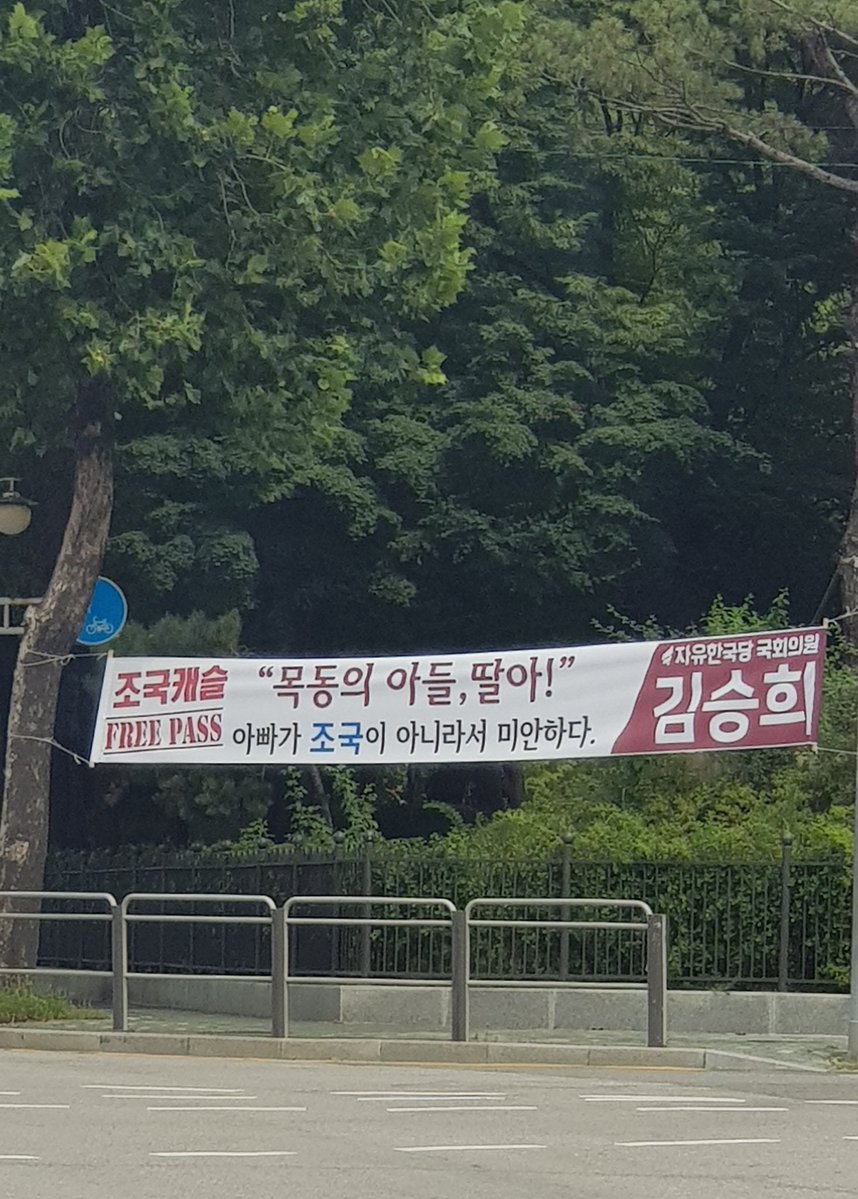 조국캐슬
FREE PASS
“목동의 아들,딸아!”
아빠가 조국이 아니라서 미안하다.
자유한국당 국회의원
김승희